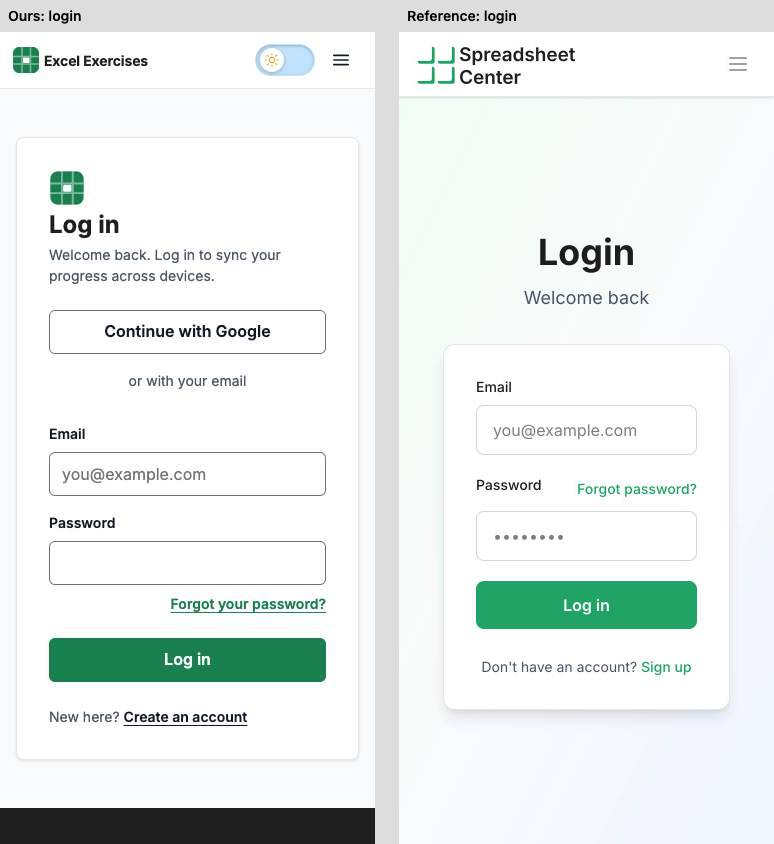 Ours: login
Excel Exercises
Log in
Welcome back. Log in to sync your
progress across devices.
Continue with Google
or with your email
Email
you@example.com
Password
Forgot your password?
Log in
New here? Create an account
Reference: login
Spreadsheet
Center
Login
Welcome back
Email
you@example.com
Password
Forgot password?
••••••••
Log in
Don't have an account? Sign up